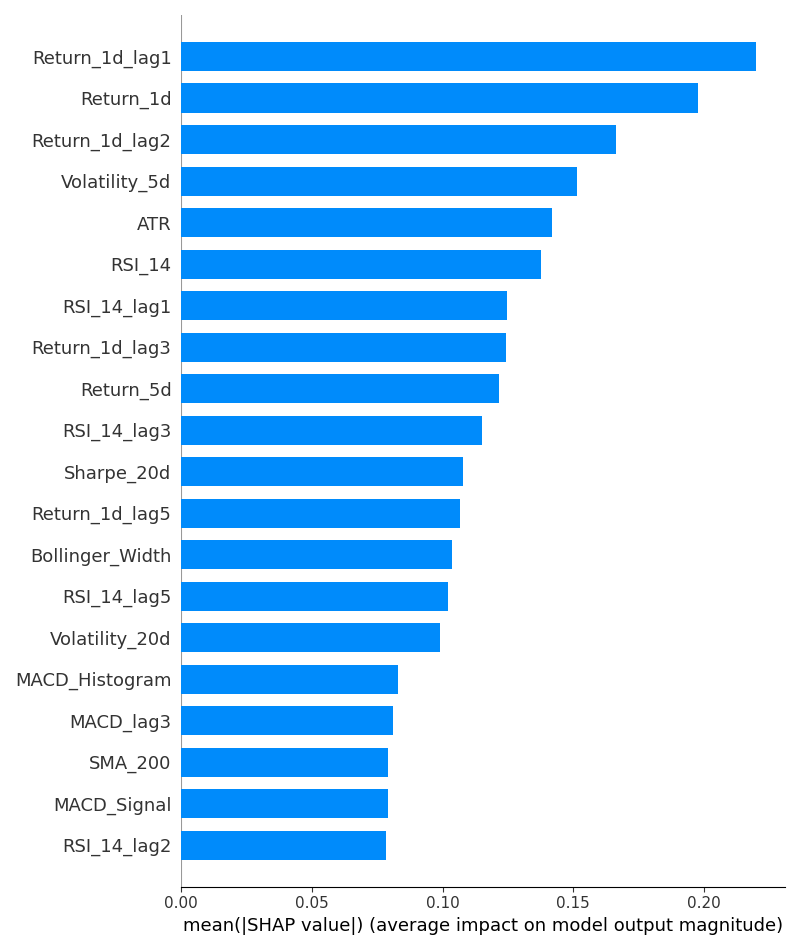 Return_1d_lag1
Return_1d
Return_1d_lag2
Volatility_5d
ATR
RSI_14
RSI_14_lag1
Return_1d_lag3
Return_5d
RSI_14_lag3
Sharpe_20d
Return_1d_lag5
Bollinger_Width
RSI_14_lag5
Volatility_20d
MACD_Histogram
MACD_lag3
SMA_200
MACD_Signal
RSI_14_lag2
0.00 0.05 0.10 0.15 0.20
mean(|SHAP value|) (average impact on model output magnitude)